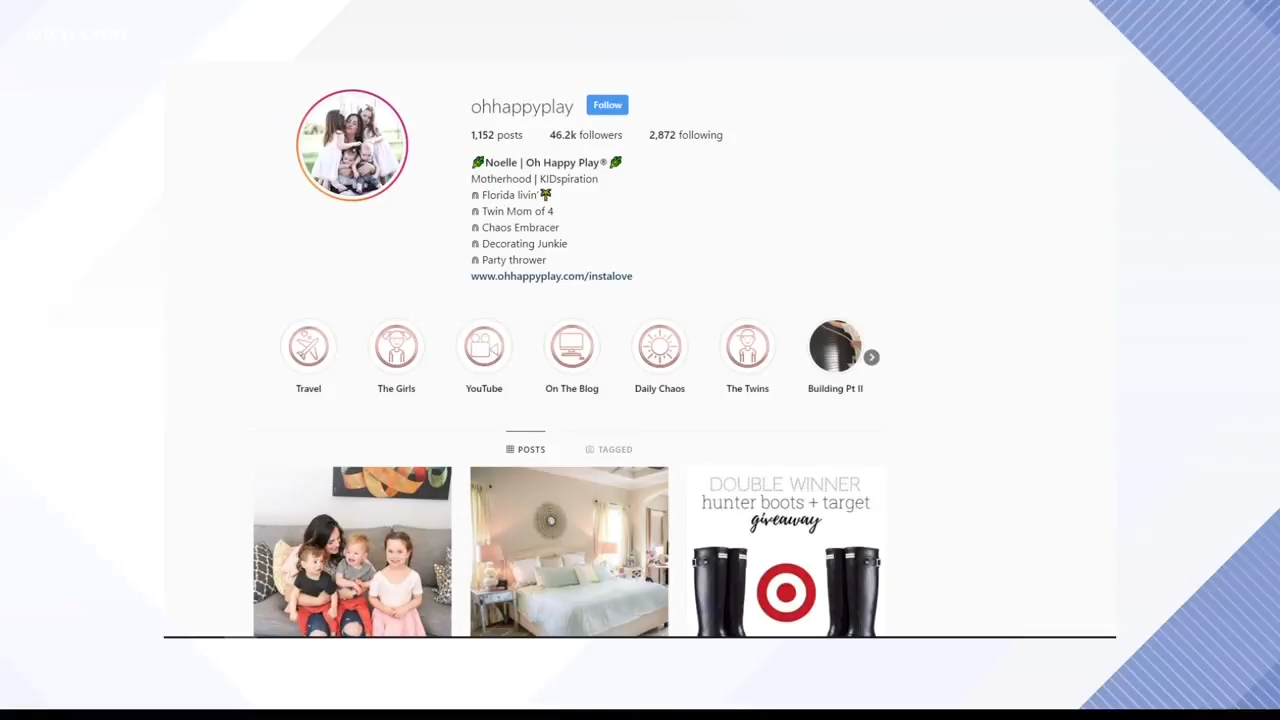 ohhappyplay Follow
1,152 posts 46.2k followers 2,872 following
Noelle | Oh Happy Play®
Motherhood | KIDspiration
Florida livin'
Twin Mom of 4
Chaos Embracer
Decorating Junkie
Party thrower
www.ohhappyplay.com/instalove
Travel The Girls YouTube On The Blog Daily Chaos The Twins Building Pt II
POSTS TAGGED
DOUBLE WINNER
hunter boots + target
giveaway